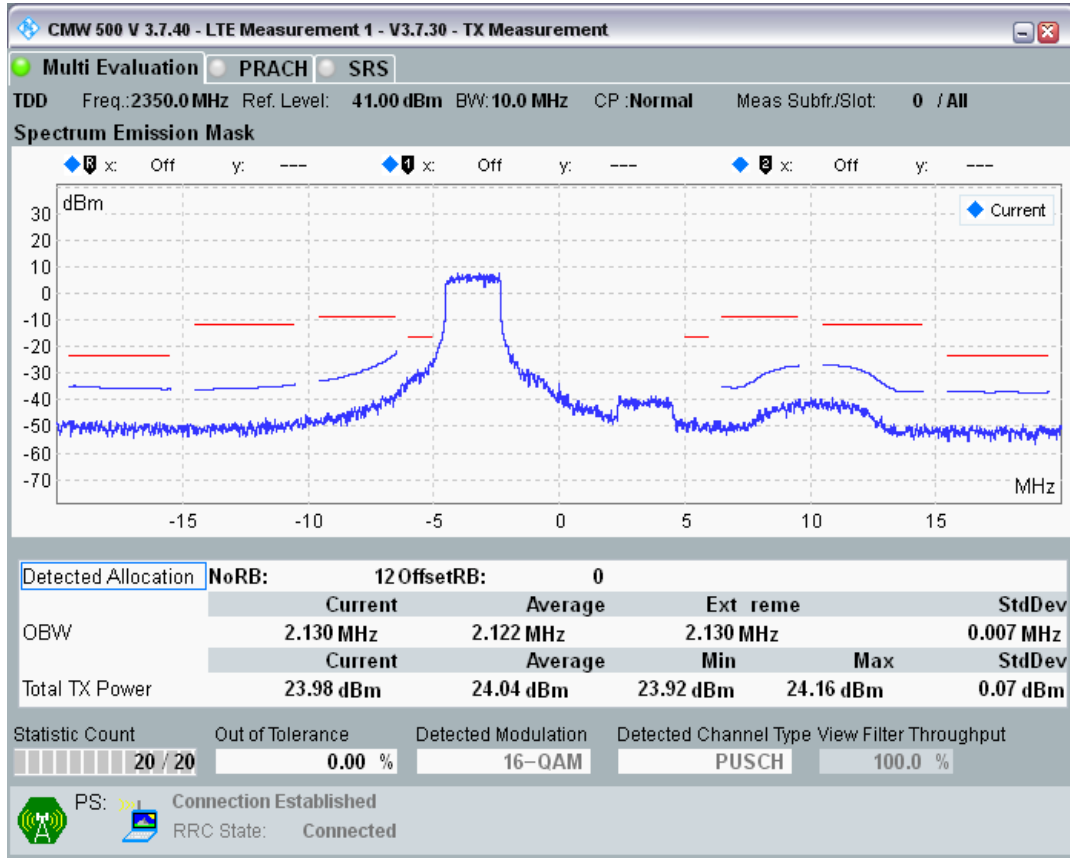 CMW 500 V 3.7.40 - LTE Measurement 1 - V3.7.30 - TX Measurement
Multi Evaluation PRACH SRS
TDD Freq.:2350.0 MHz Ref. Level: 41.00 dBm BW: 10.0 MHz CP :Normal Meas Subfr./Slot: 0 / All
Spectrum Emission Mask
R x: Off y: --- 1 x: Off y: --- 2 x: Off y: ---
dBm
Current
30
20
10
0
-10
-20
-30
-40
-50
-60
-70
MHz
-15 -10 -5 0 5 10 15
Detected Allocation NoRB: 12 OffsetRB: 0
Current Average Ext reme StdDev
OBW 2.130 MHz 2.122 MHz 2.130 MHz 0.007 MHz
Current Average Min Max StdDev
Total TX Power 23.98 dBm 24.04 dBm 23.92 dBm 24.16 dBm 0.07 dBm
Statistic Count Out of Tolerance Detected Modulation Detected Channel Type View Filter Throughput
20 / 20 0.00 % 16-QAM PUSCH 100.0 %
PS: Connection Established
RRC State: Connected